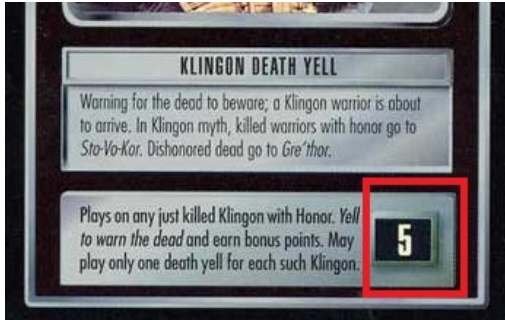 KLINGON DEATH YELL
Warning for the dead to beware; a Klingon warrior is about
to arrive. In Klingon myth, killed warriors with honor go to
Sto-Vo-Kor. Dishonored dead go to Gre'thor.
Plays on any just killed Klingon with Honor. Yell
to warn the dead and earn bonus points. May
play only one death yell for each such Klingon.
5